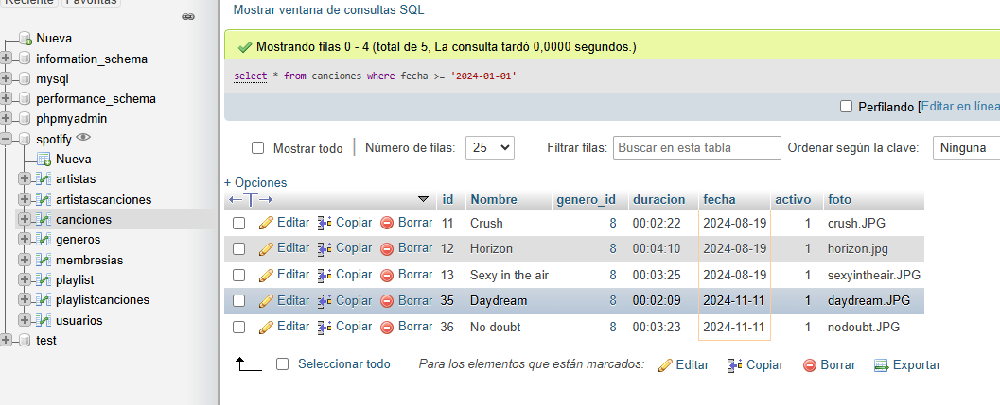 Reciente Favoritas
Nueva
information_schema
mysql
performance_schema
phpmyadmin
spotify
Nueva
artistas
artistascanciones
canciones
generos
membresias
playlist
playlistcanciones
usuarios
test
Mostrar ventana de consultas SQL
Mostrando filas 0 - 4 (total de 5, La consulta tardó 0,0000 segundos.)
select * from canciones where fecha >= '2024-01-01'
Perfilando [Editar en línea
Mostrar todo | Número de filas: 25 Filtrar filas: Buscar en esta tabla Ordenar según la clave: Ninguna
+ Opciones
←T→ id Nombre genero_id duracion fecha activo foto
Editar Copiar Borrar 11 Crush 8 00:02:22 2024-08-19 1 crush.JPG
Editar Copiar Borrar 12 Horizon 8 00:04:10 2024-08-19 1 horizon.jpg
Editar Copiar Borrar 13 Sexy in the air 8 00:03:25 2024-08-19 1 sexyintheair.JPG
Editar Copiar Borrar 35 Daydream 8 00:02:09 2024-11-11 1 daydream.JPG
Editar Copiar Borrar 36 No doubt 8 00:03:23 2024-11-11 1 nodoubt.JPG
Seleccionar todo Para los elementos que están marcados: Editar Copiar Borrar Exportar